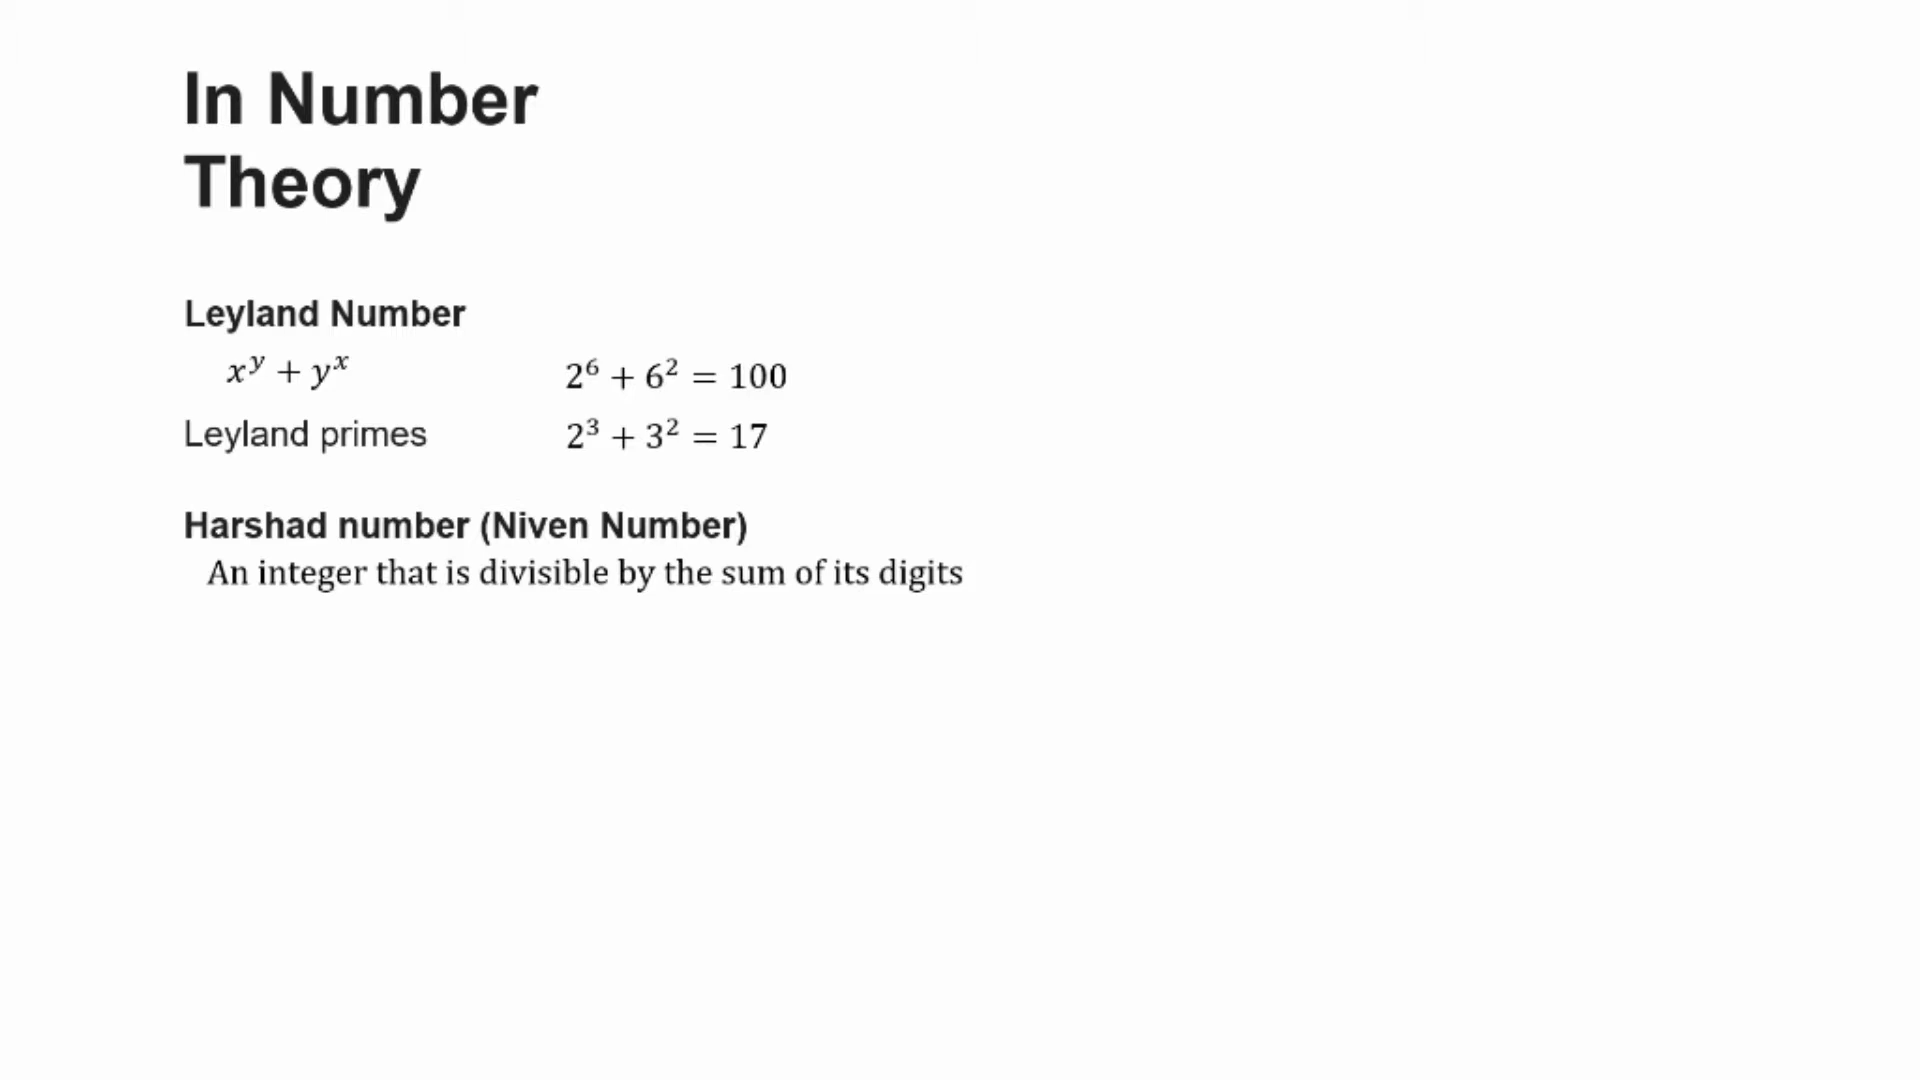 In Number
Theory
Leyland Number
x^y + y^x
2^6 + 6^2 = 100
Leyland primes
2^3 + 3^2 = 17
Harshad number (Niven Number)
An integer that is divisible by the sum of its digits